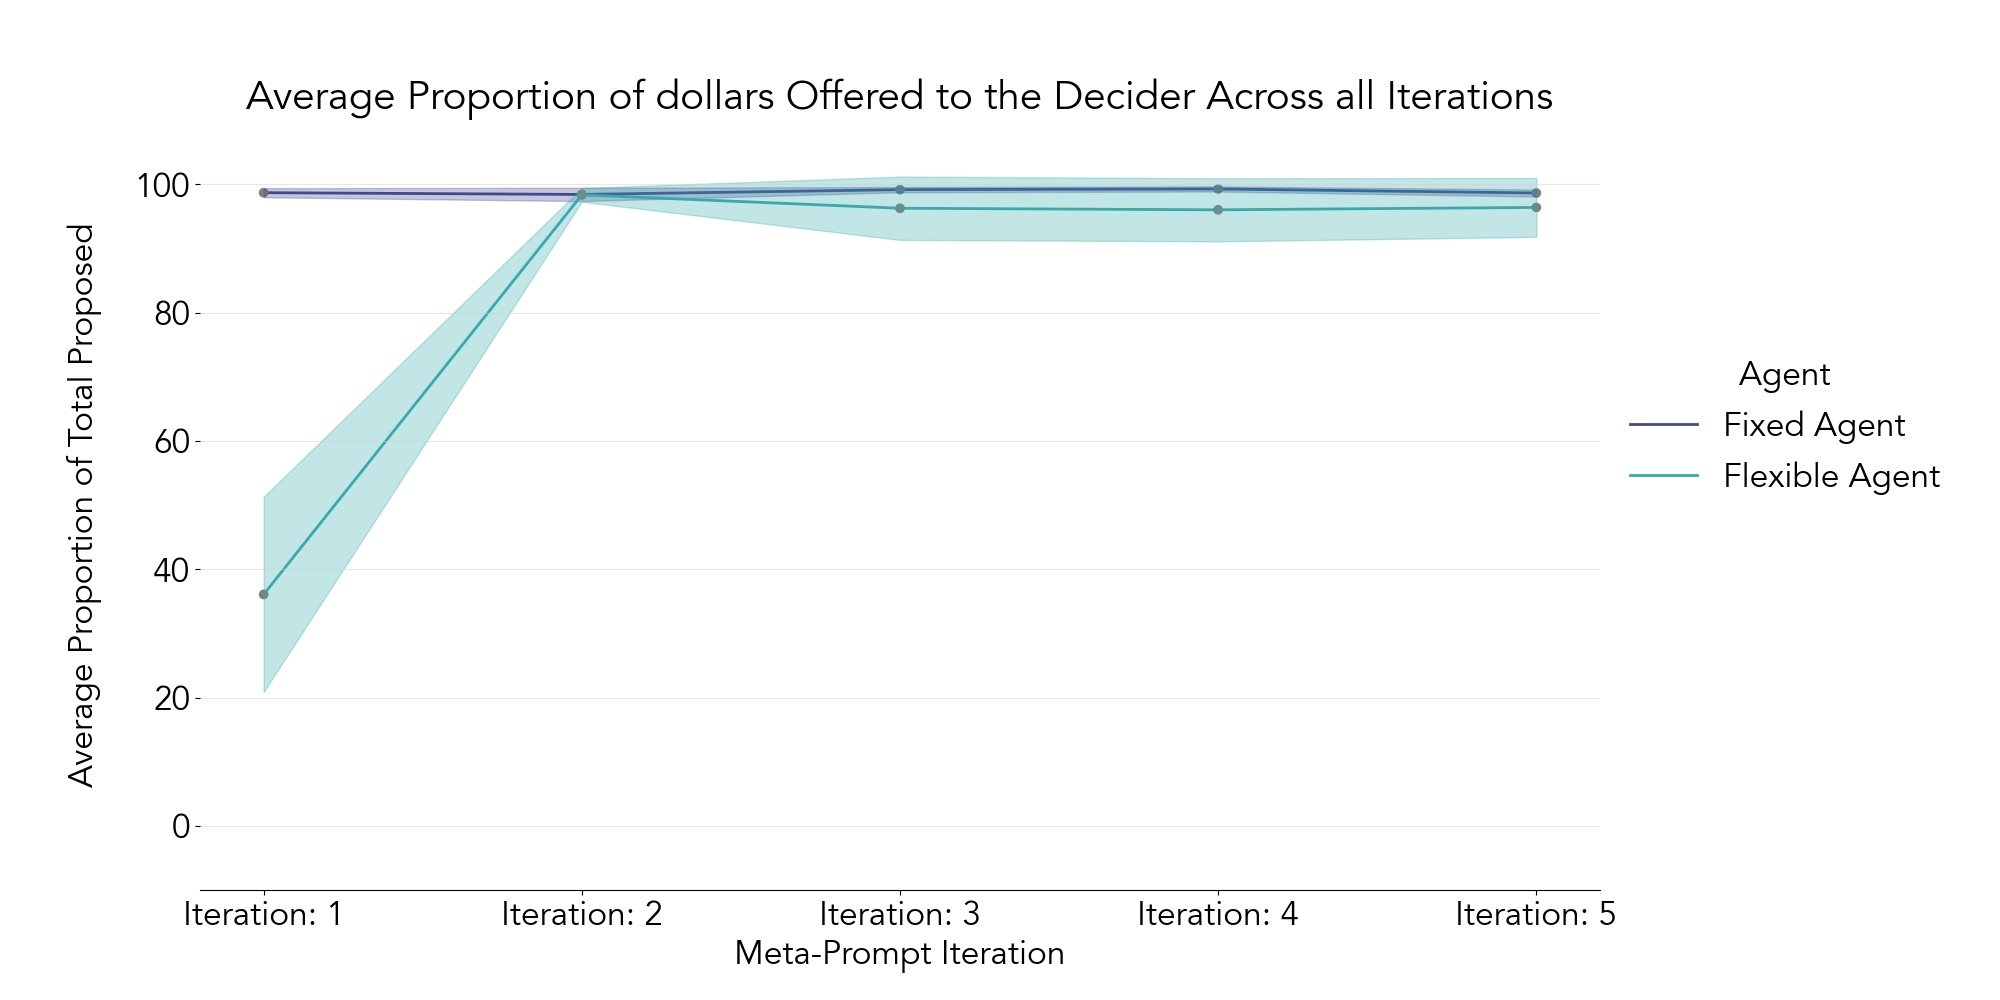 Average Proportion of dollars Offered to the Decider Across all Iterations
Average Proportion of Total Proposed
100
80
60
40
20
0
Iteration: 1
Iteration: 2
Iteration: 3
Iteration: 4
Iteration: 5
Meta-Prompt Iteration
Agent
Fixed Agent
Flexible Agent